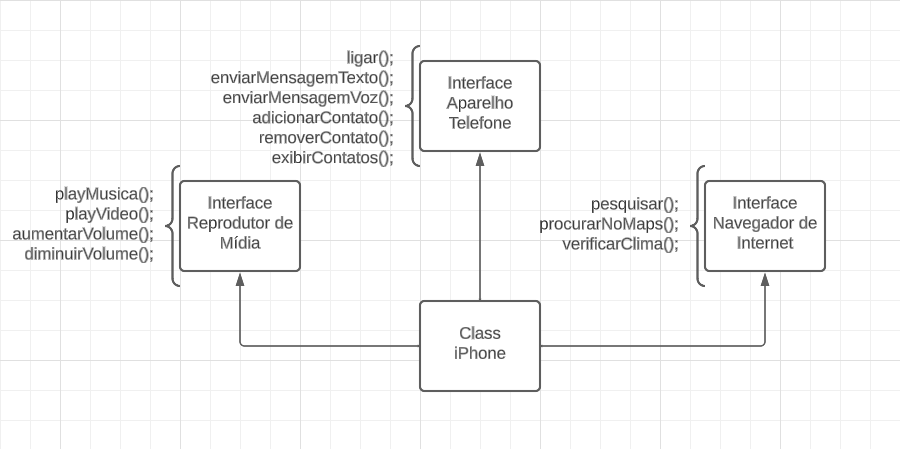 ligar();
enviarMensagemTexto();
enviarMensagemVoz();
adicionarContato();
removerContato();
exibirContatos();
Interface
Aparelho
Telefone
playMusica();
playVideo();
aumentarVolume();
diminuirVolume();
Interface
Reprodutor de
Mídia
pesquisar();
procurarNoMaps();
verificarClima();
Interface
Navegador de
Internet
Class
iPhone